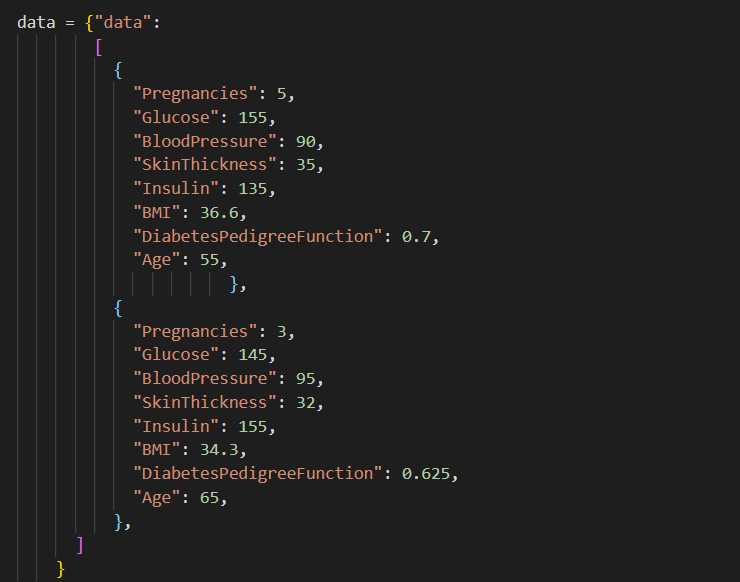 data = {"data":
[
{
"Pregnancies": 5,
"Glucose": 155,
"BloodPressure": 90,
"SkinThickness": 35,
"Insulin": 135,
"BMI": 36.6,
"DiabetesPedigreeFunction": 0.7,
"Age": 55,
},
{
"Pregnancies": 3,
"Glucose": 145,
"BloodPressure": 95,
"SkinThickness": 32,
"Insulin": 155,
"BMI": 34.3,
"DiabetesPedigreeFunction": 0.625,
"Age": 65,
},
]
}